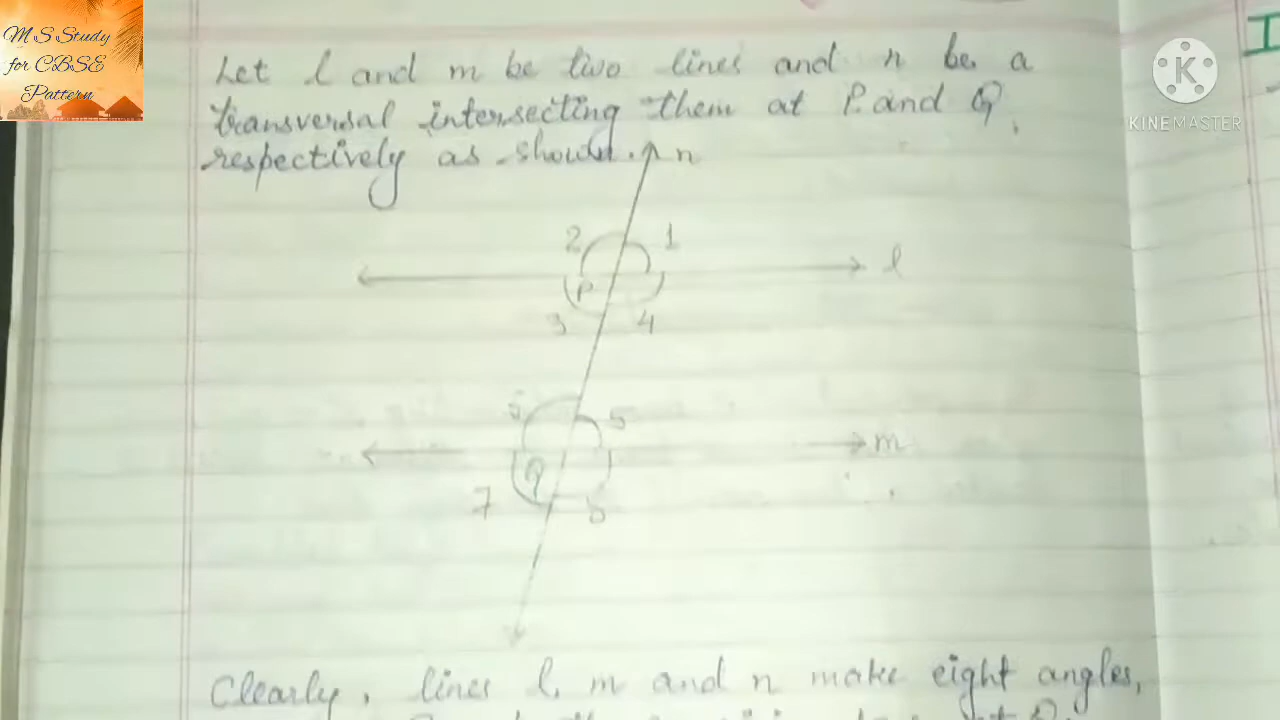 M S Study
for CBSE
Pattern
KINEMASTER
Let l and m be two lines and n be a
transversal intersecting them at P and Q,
respectively as shown.
n
2 1
l
P
3 4
5
m
Q
7
Clearly, lines l, m and n make eight angles,